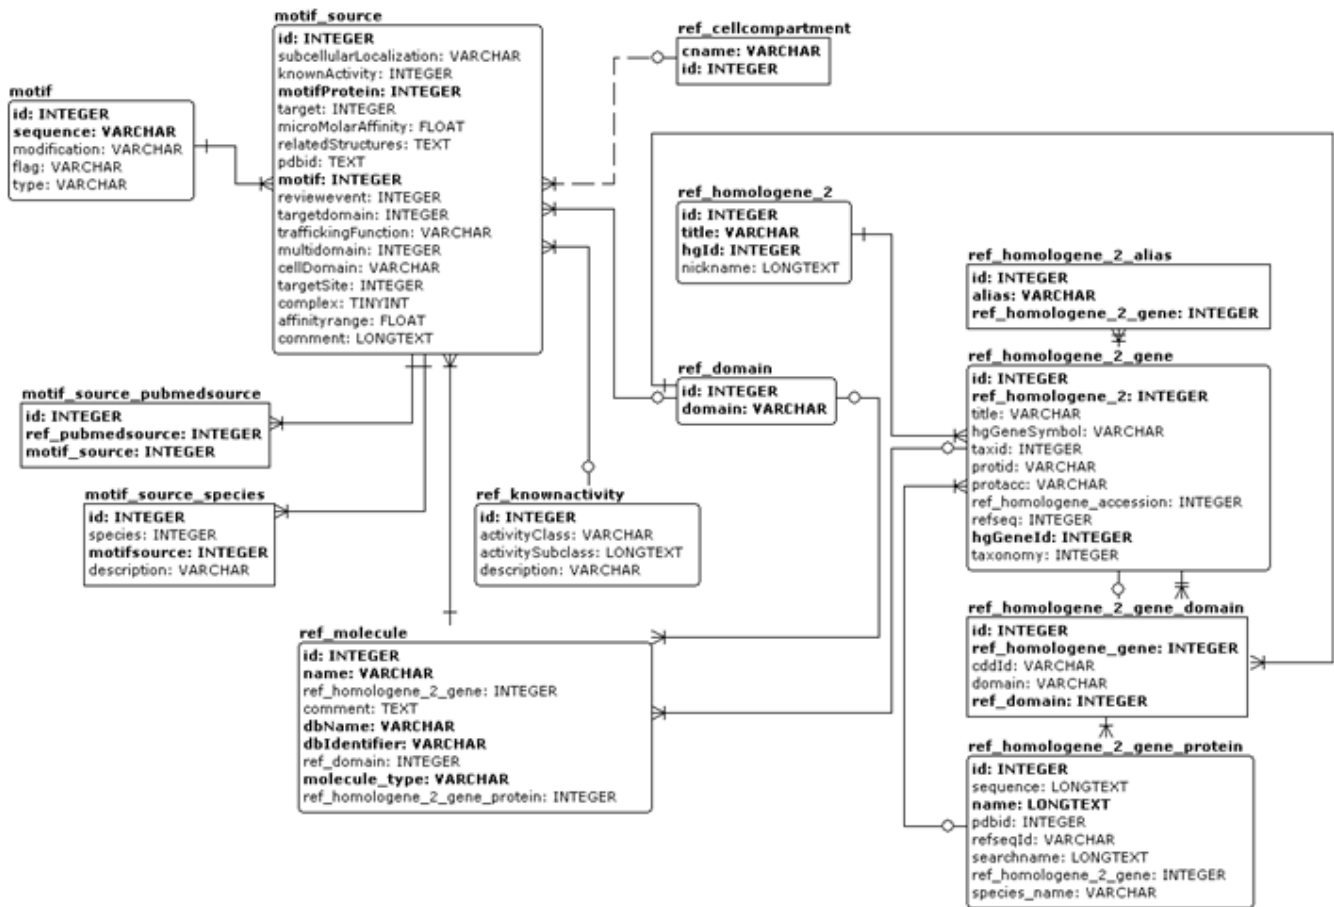 motif_source
id: INTEGER
subcellularLocalization: VARCHAR
knownActivity: INTEGER
motifProtein: INTEGER
target: INTEGER
microMolarAffinity: FLOAT
relatedStructures: TEXT
pdbid: TEXT
motif: INTEGER
reviewevent: INTEGER
targetdomain: INTEGER
traffickingFunction: VARCHAR
multidomain: INTEGER
cellDomain: VARCHAR
targetSite: INTEGER
complex: TINYINT
affinityrange: FLOAT
comment: LONGTEXT
ref_cellcompartment
cname: VARCHAR
id: INTEGER
motif
id: INTEGER
sequence: VARCHAR
modification: VARCHAR
flag: VARCHAR
type: VARCHAR
ref_homologene_2
id: INTEGER
title: VARCHAR
hgId: INTEGER
nickname: LONGTEXT
ref_homologene_2_alias
id: INTEGER
alias: VARCHAR
ref_homologene_2_gene: INTEGER
ref_domain
id: INTEGER
domain: VARCHAR
ref_homologene_2_gene
id: INTEGER
ref_homologene_2: INTEGER
title: VARCHAR
hgGeneSymbol: VARCHAR
taxid: INTEGER
protid: VARCHAR
protacc: VARCHAR
ref_homologene_accession: INTEGER
refseq: INTEGER
hgGeneId: INTEGER
taxonomy: INTEGER
motif_source_pubmedsource
id: INTEGER
ref_pubmedsource: INTEGER
motif_source: INTEGER
motif_source_species
id: INTEGER
species: INTEGER
motifsource: INTEGER
description: VARCHAR
ref_knownactivity
id: INTEGER
activityClass: VARCHAR
activitySubclass: LONGTEXT
description: VARCHAR
ref_molecule
id: INTEGER
name: VARCHAR
ref_homologene_2_gene: INTEGER
comment: TEXT
dbName: VARCHAR
dbIdentifier: VARCHAR
ref_domain: INTEGER
molecule_type: VARCHAR
ref_homologene_2_gene_protein: INTEGER
ref_homologene_2_gene_domain
id: INTEGER
ref_homologene_gene: INTEGER
cddId: VARCHAR
domain: VARCHAR
ref_domain: INTEGER
ref_homologene_2_gene_protein
id: INTEGER
sequence: LONGTEXT
name: LONGTEXT
pdbid: INTEGER
refseqId: VARCHAR
searchname: LONGTEXT
ref_homologene_2_gene: INTEGER
species_name: VARCHAR